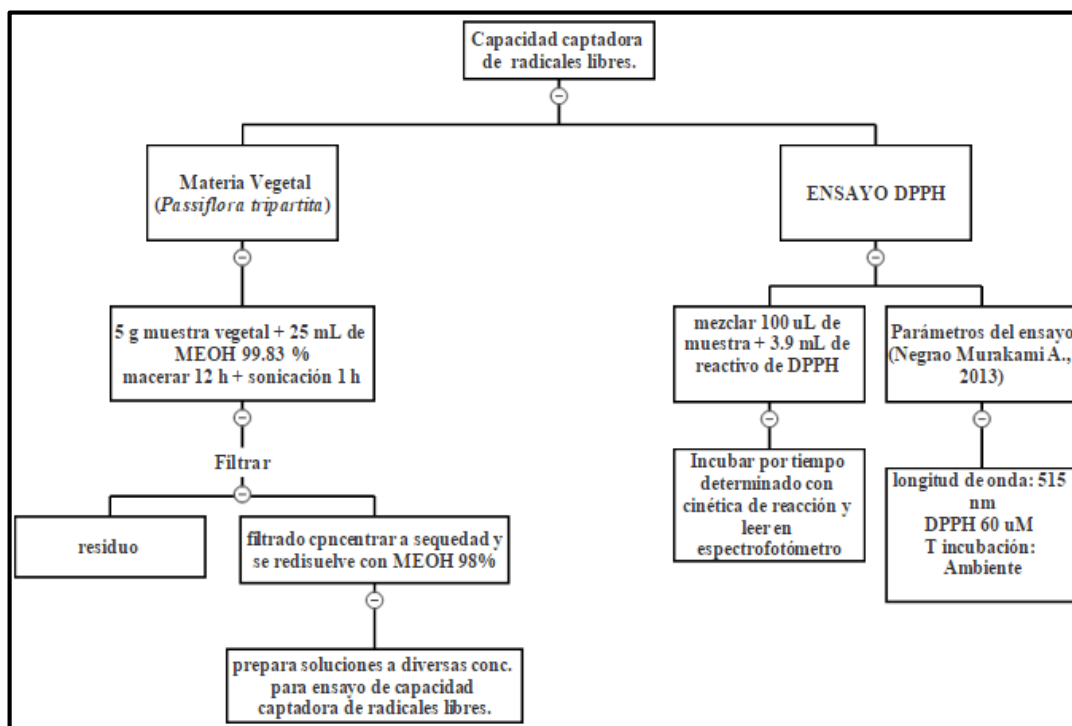 Capacidad captadora
de radicales libres.
Materia Vegetal
(Passiflora tripartita)
5 g muestra vegetal + 25 mL de
MEOH 99.83 %
macerar 12 h + sonicación 1 h
Filtrar
residuo
filtrado cpncentrar a sequedad y
se redisuelve con MEOH 98%
prepara soluciones a diversas conc.
para ensayo de capacidad
captadora de radicales libres.
ENSAYO DPPH
mezclar 100 uL de
muestra + 3.9 mL de
reactivo de DPPH
Incubar por tiempo
determinado con
cinética de reacción y
leer en
espectrofotómetro
Parámetros del ensayo
(Negrao Murakami A.,
2013)
longitud de onda: 515
nm
DPPH 60 uM
T incubación:
Ambiente